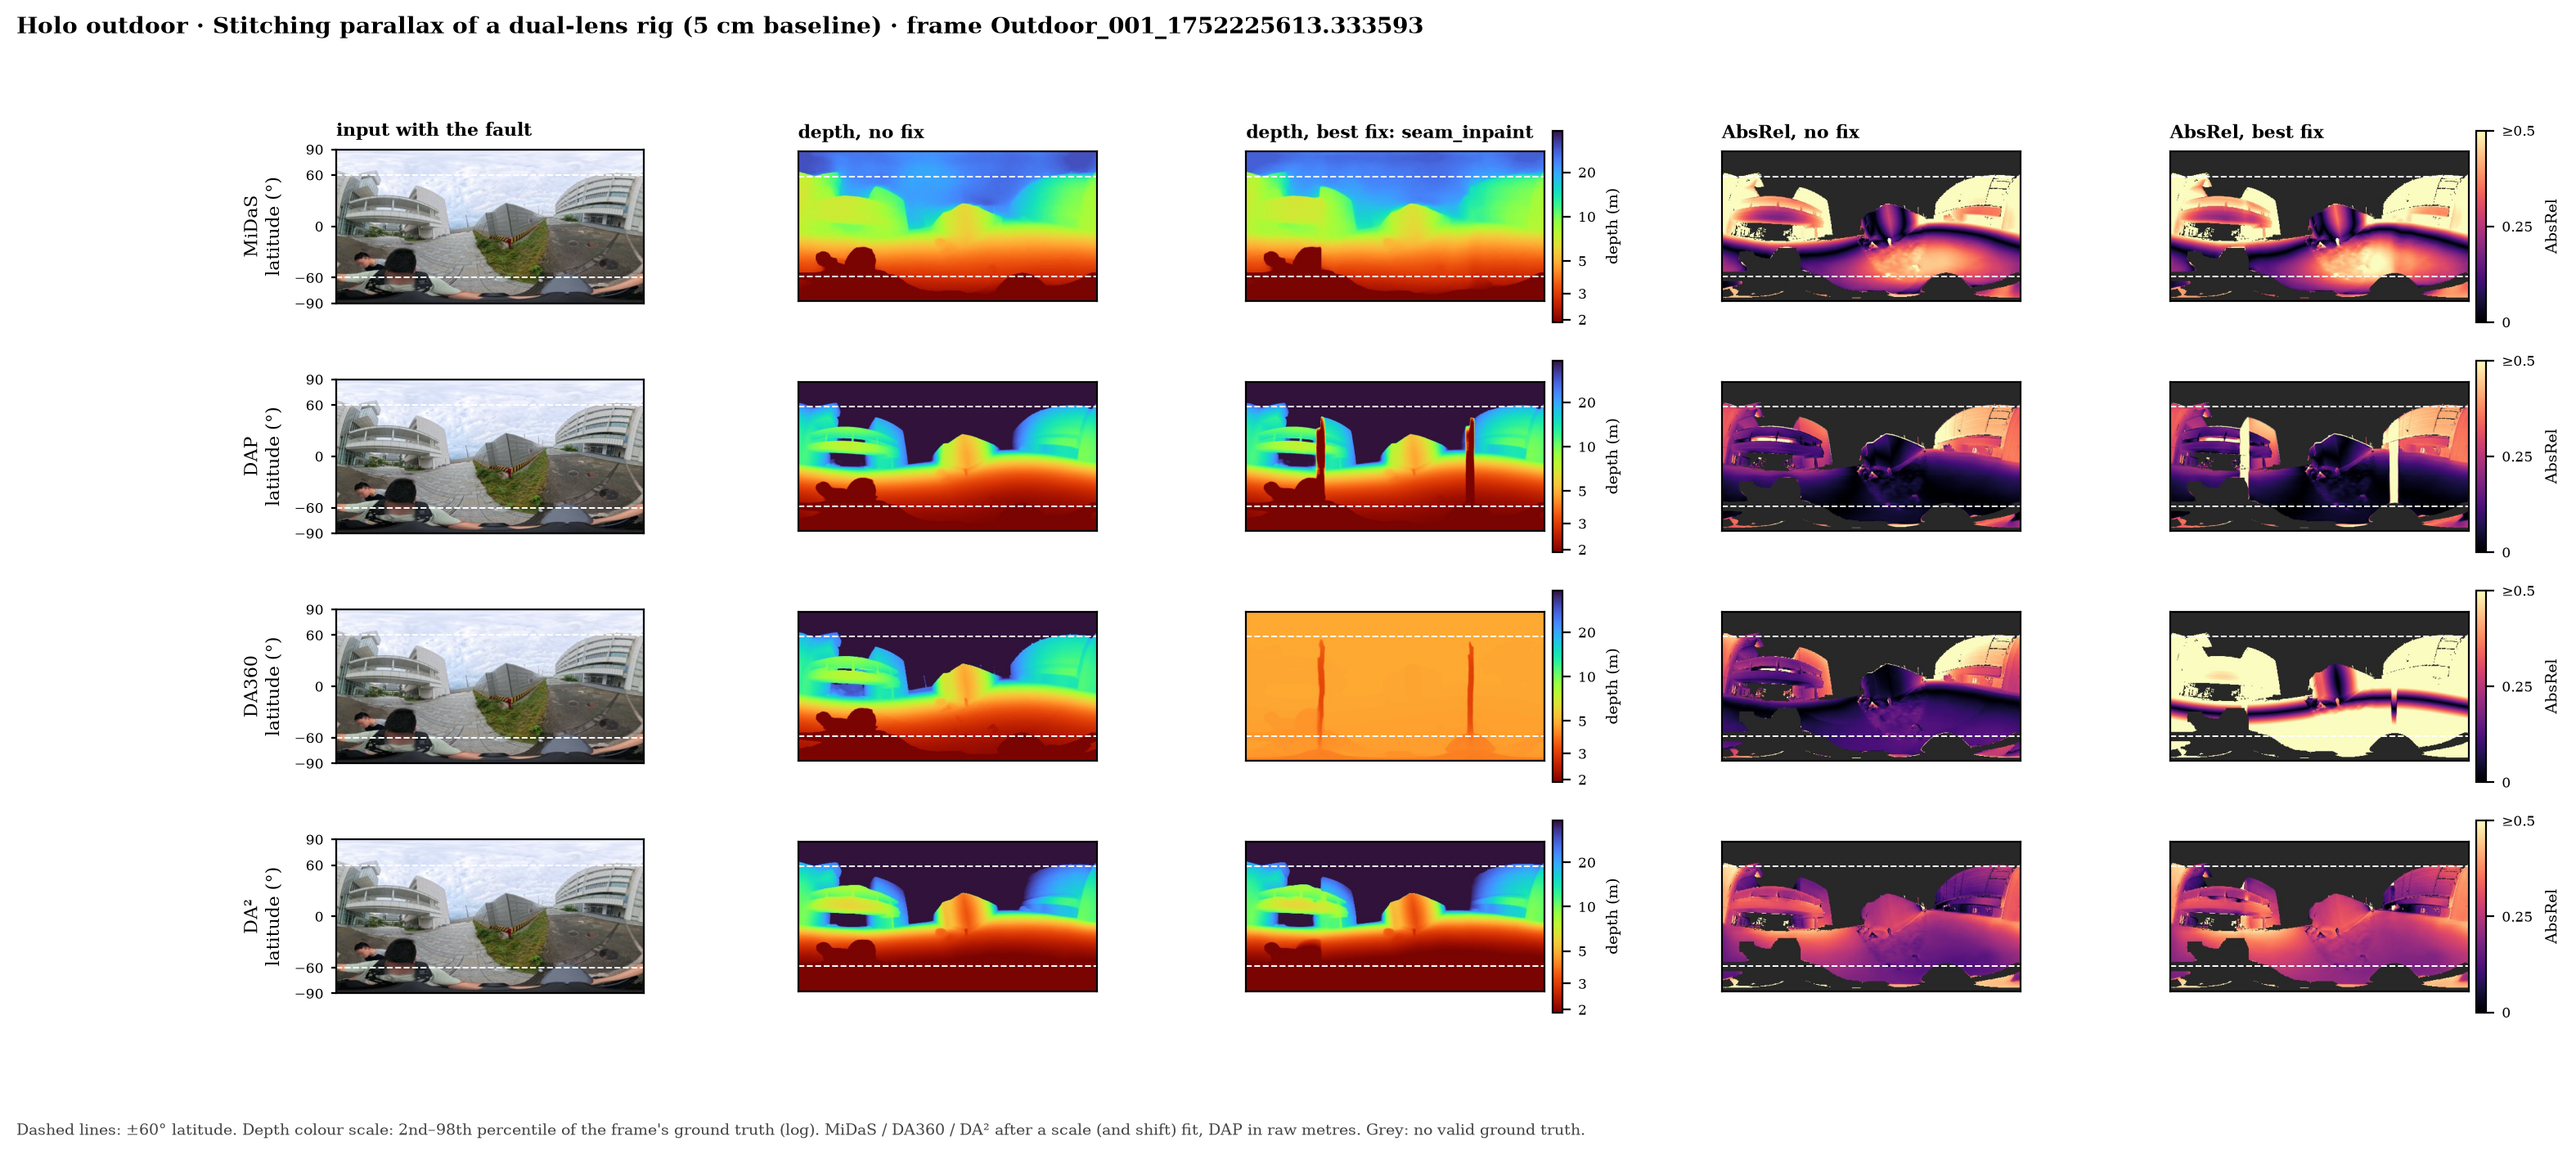 Holo outdoor · Stitching parallax of a dual-lens rig (5 cm baseline) · frame Outdoor_001_1752225613.333593
input with the fault
depth, no fix
depth, best fix: seam_inpaint
AbsRel, no fix
AbsRel, best fix
MiDaS
latitude (°)
90
60
0
−60
−90
20
10
5
3
2
depth (m)
≥0.5
0.25
0
AbsRel
DAP
latitude (°)
90
60
0
−60
−90
20
10
5
3
2
depth (m)
≥0.5
0.25
0
AbsRel
DA360
latitude (°)
90
60
0
−60
−90
20
10
5
3
2
depth (m)
≥0.5
0.25
0
AbsRel
DA²
latitude (°)
90
60
0
−60
−90
20
10
5
3
2
depth (m)
≥0.5
0.25
0
AbsRel
Dashed lines: ±60° latitude. Depth colour scale: 2nd–98th percentile of the frame's ground truth (log). MiDaS / DA360 / DA² after a scale (and shift) fit, DAP in raw metres. Grey: no valid ground truth.